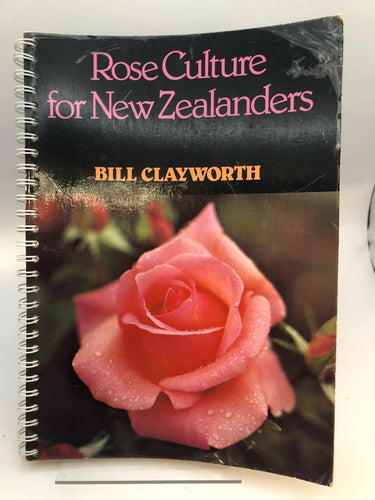 Rose Culture
for New Zealanders
BILL CLAYWORTH